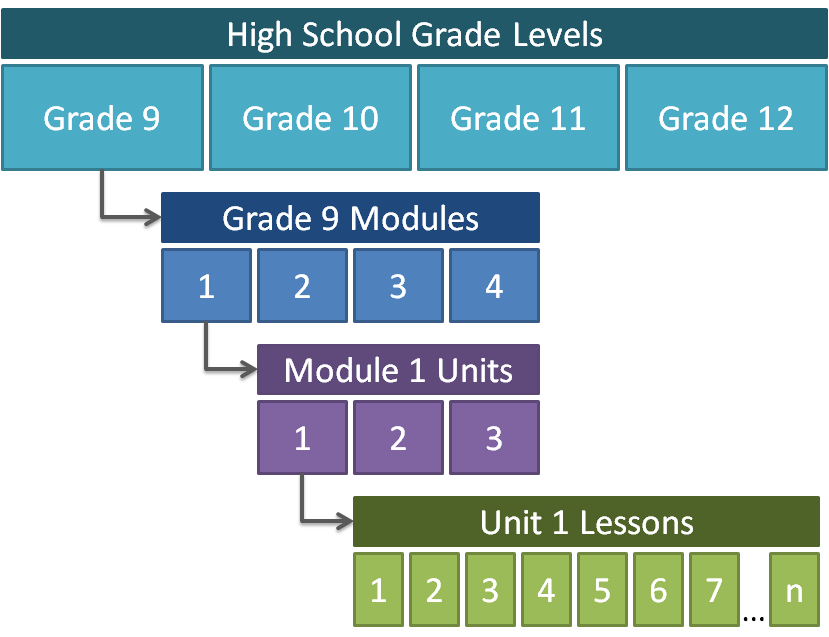 High School Grade Levels
Grade 9 Grade 10 Grade 11 Grade 12
Grade 9 Modules
1 2 3 4
Module 1 Units
1 2 3
Unit 1 Lessons
1 2 3 4 5 6 7 ... n